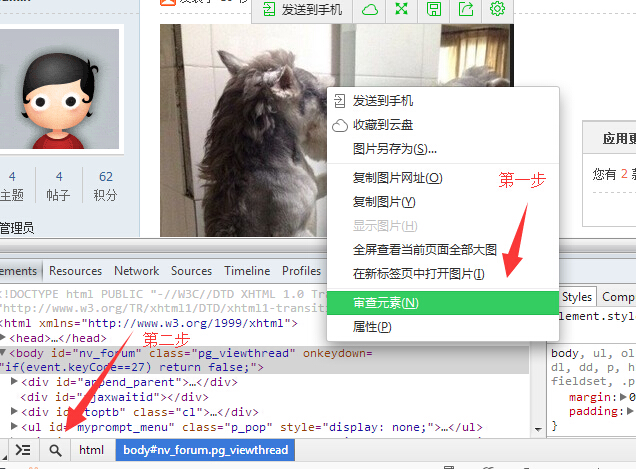 发送到手机
4
4
62
主题
帖子
积分
管理员
发送到手机
收藏到云盘
图片另存为(S)...
复制图片网址(O)
复制图片(Y)
显示图片(H)
全屏查看当前页面全部大图
在新标签页中打开图片(I)
审查元素(N)
属性(P)
第一步
应用更
您有 2
ements Resources Network Sources Timeline Profiles
!DOCTYPE html PUBLIC "-//W3C//DTD XHTML 1.0 Tra
"http://www.w3.org/TR/xhtml1/DTD/xhtml1-transit
<html xmlns="http://www.w3.org/1999/xhtml">
▶<head>…</head>
第二步
▼<body id="nv_forum" class="pg_viewthread" onkeydown=
"if(event.keyCode==27) return false;">
▶<div id="append_parent">…</div>
<div id="ajaxwaitid"></div>
▶<div id="toptb" class="cl">…</div>
▶<ul id="myprompt_menu" class="p_pop" style="display: none;">…</ul>
html
body#nv_forum.pg_viewthread
Styles Comp
element.style
body, ul, ol
dl, dd, p, h
fieldset, .p
margin:▶0
padding:
}